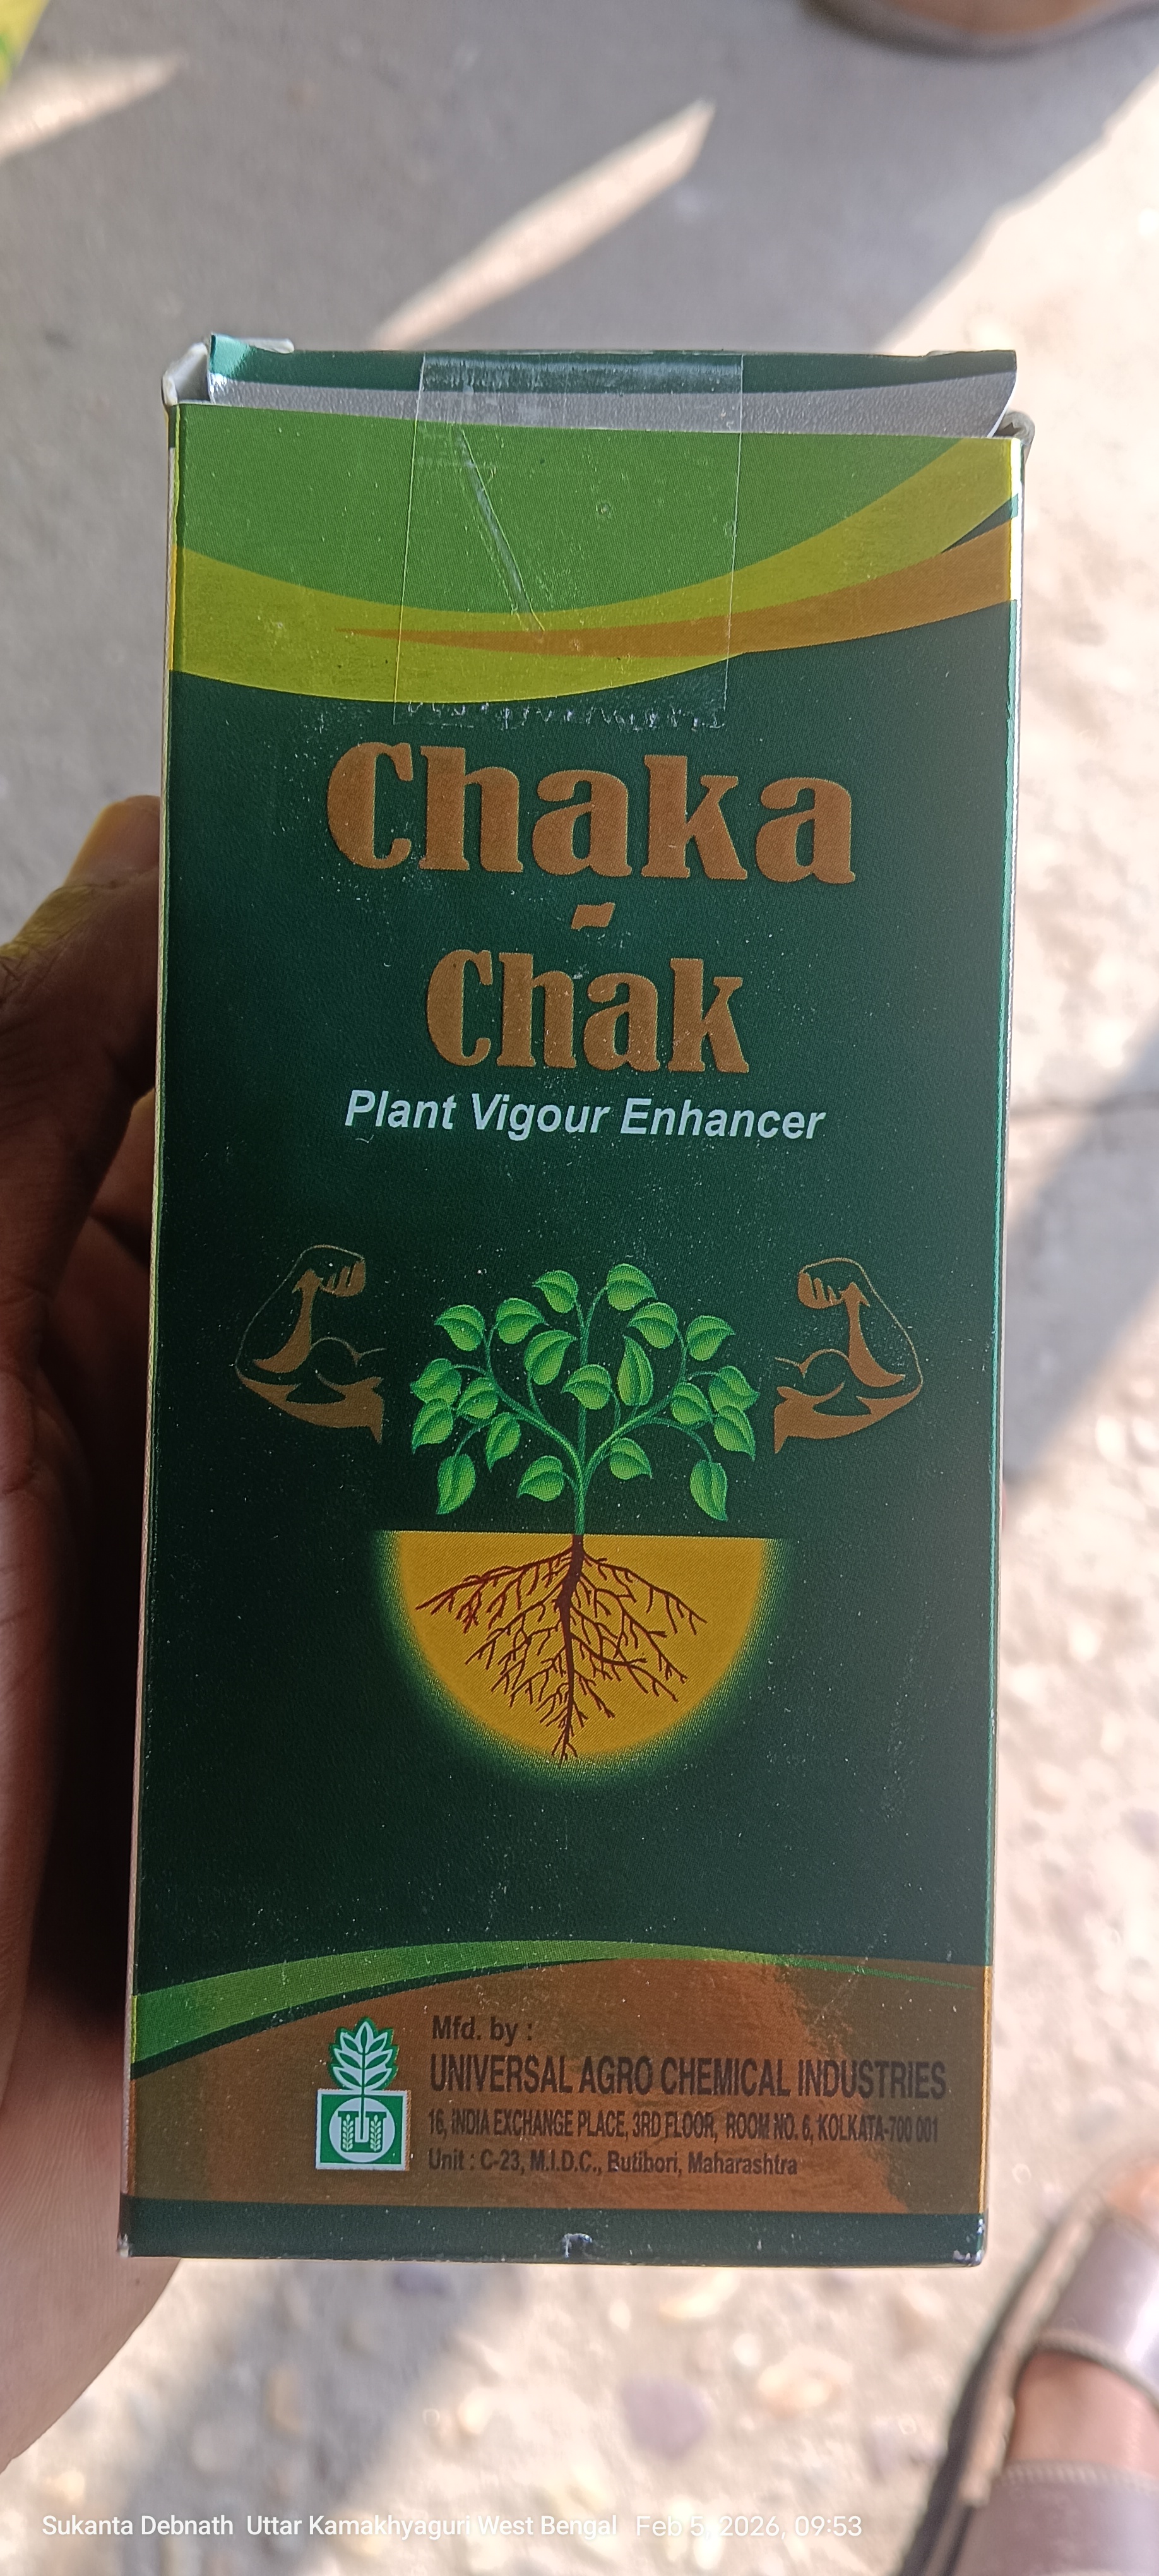 Chaka
-
Chak
Plant Vigour Enhancer
Mfd. by :
UNIVERSAL AGRO CHEMICAL INDUSTRIES
16, INDIA EXCHANGE PLACE, 3RD FLOOR, ROOM NO. 6, KOLKATA-700 001
Unit : C-23, M.I.D.C., Butibori, Maharashtra
Sukanta Debnath Uttar Kamakhyaguri West Bengal Feb 5, 2026, 09:53